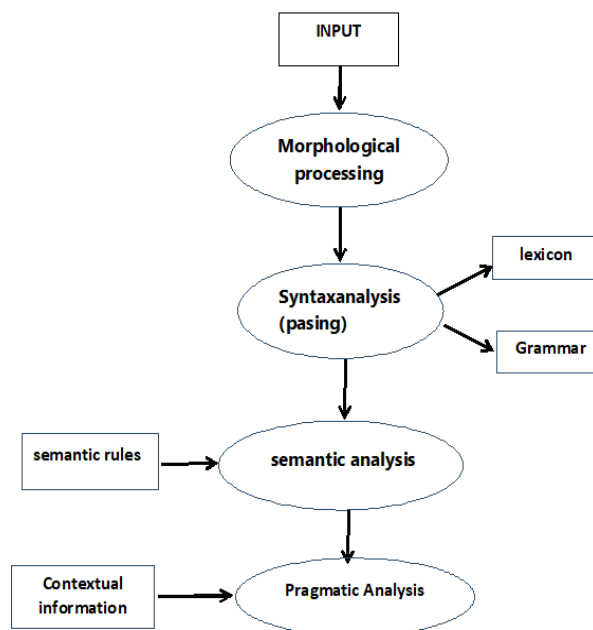 INPUT
Morphological
processing
lexicon
Syntaxanalysis
(pasing)
Grammar
semantic rules
semantic analysis
Contextual
information
Pragmatic Analysis